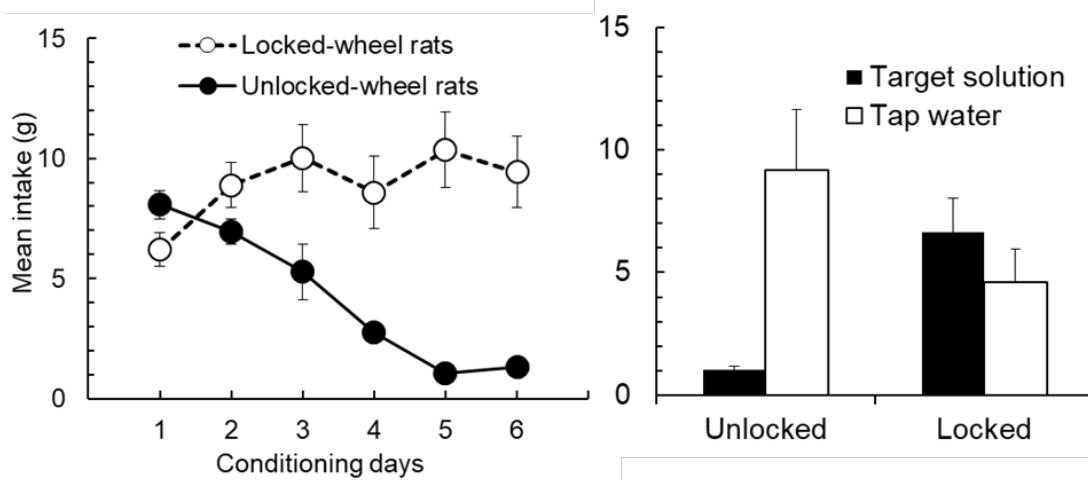 15
10
5
0
Mean intake (g)
Locked-wheel rats
Unlocked-wheel rats
1 2 3 4 5 6
Conditioning days
15
10
5
0
Target solution
Tap water
Unlocked Locked